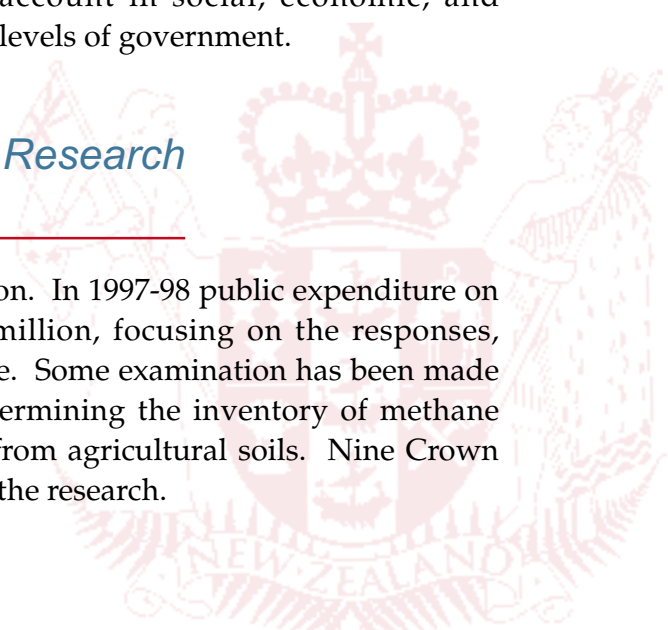 account in social, economic, and
levels of government.
Research
on. In 1997-98 public expenditure on
million, focusing on the responses,
e. Some examination has been made
ermining the inventory of methane
from agricultural soils. Nine Crown
the research.
NEW ZEALAND